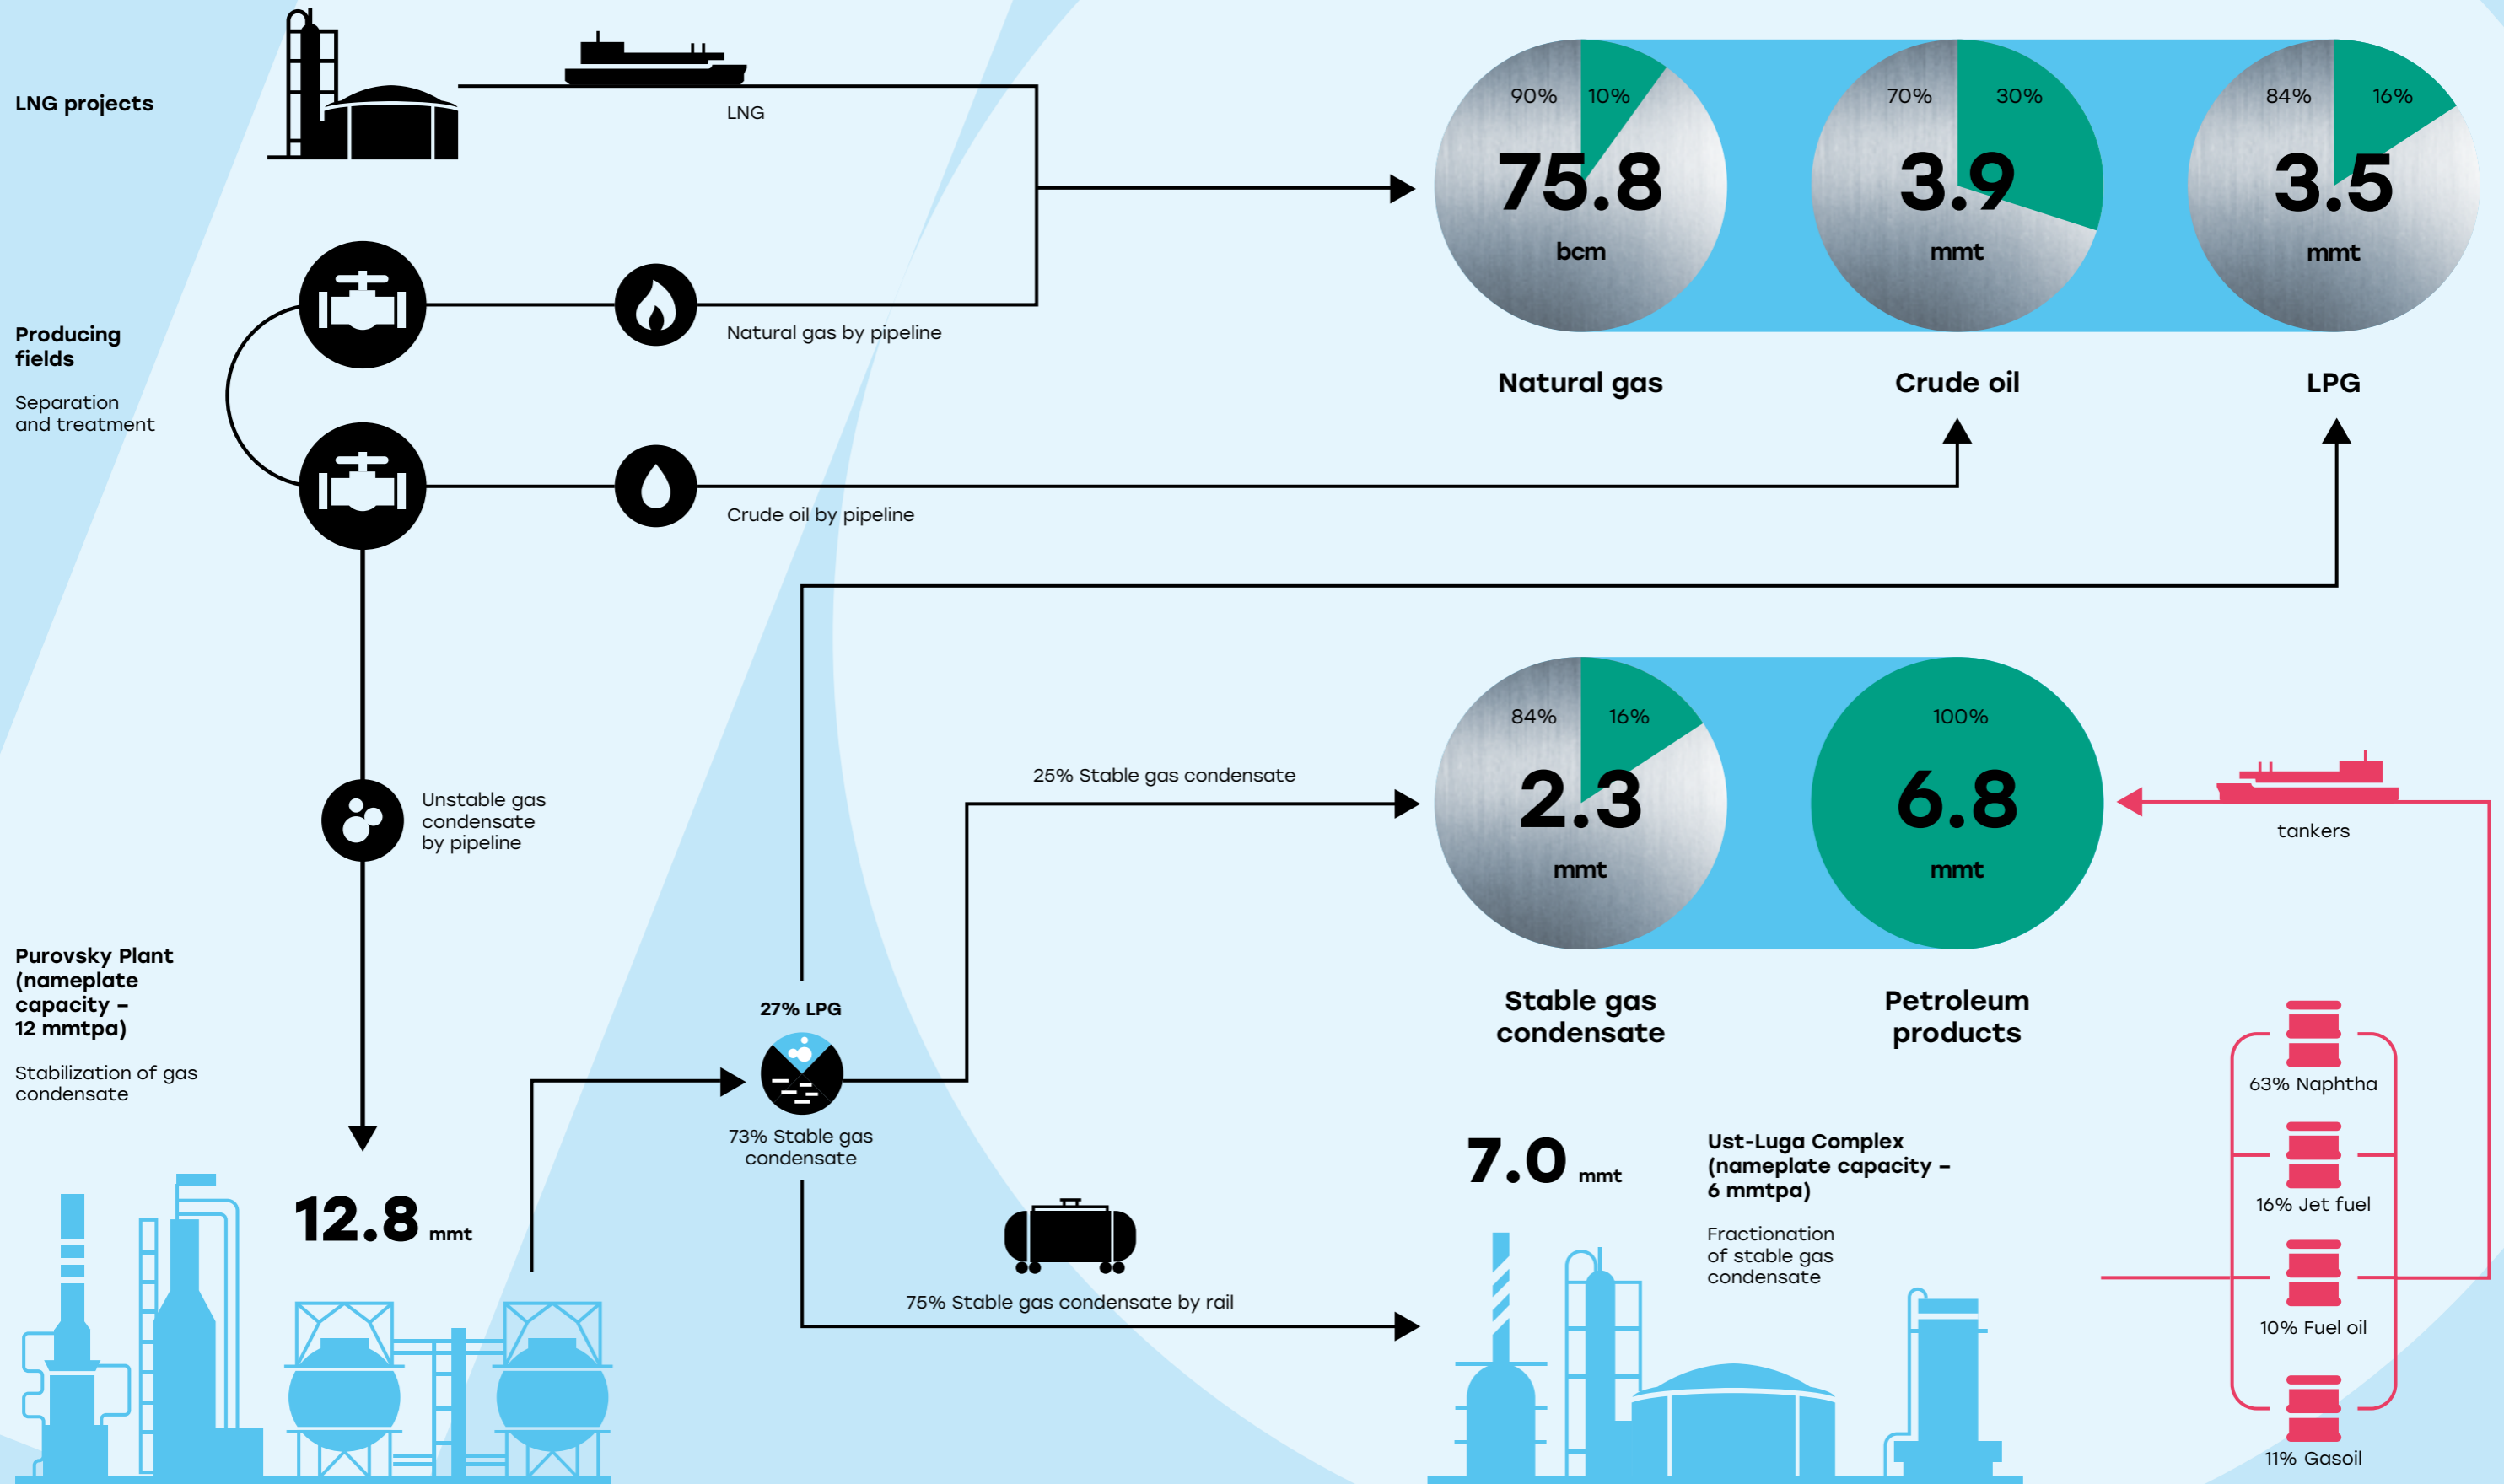 LNG projects
LNG
90%
10%
75.8
bcm
Natural gas
70%
30%
3.9
mmt
Crude oil
84%
16%
3.5
mmt
LPG
Producing
fields
Separation
and treatment
Natural gas by pipeline
Crude oil by pipeline
Unstable gas
condensate
by pipeline
25% Stable gas condensate
84%
16%
2.3
mmt
Stable gas
condensate
100%
6.8
mmt
Petroleum
products
tankers
Purovsky Plant
(nameplate
capacity –
12 mmtpa)
Stabilization of gas
condensate
12.8 mmt
27% LPG
73% Stable gas
condensate
75% Stable gas condensate by rail
7.0 mmt
Ust-Luga Complex
(nameplate capacity –
6 mmtpa)
Fractionation
of stable gas
condensate
63% Naphtha
16% Jet fuel
10% Fuel oil
11% Gasoil